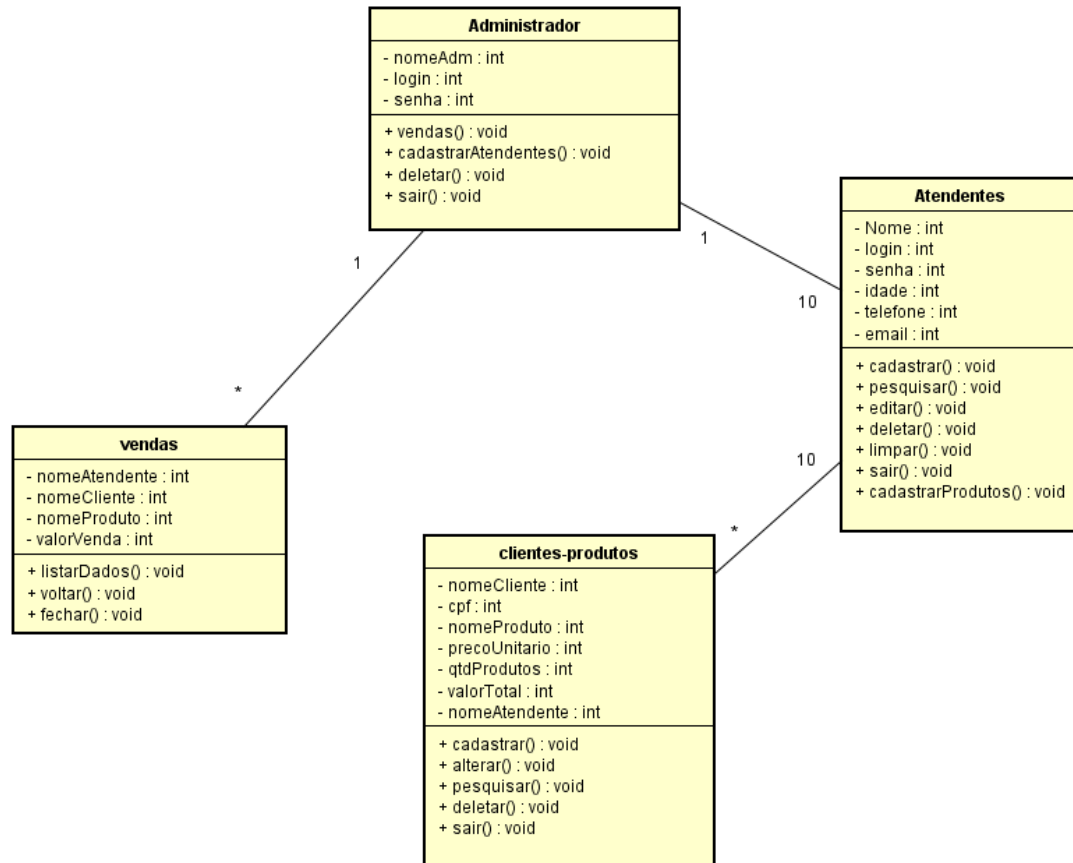 Administrador
- nomeAdm : int
- login : int
- senha : int
+ vendas() : void
+ cadastrarAtendentes() : void
+ deletar() : void
+ sair() : void
1
*
1
10
Atendentes
- Nome : int
- login : int
- senha : int
- idade : int
- telefone : int
- email : int
+ cadastrar() : void
+ pesquisar() : void
+ editar() : void
+ deletar() : void
+ limpar() : void
+ sair() : void
+ cadastrarProdutos() : void
10
*
vendas
- nomeAtendente : int
- nomeCliente : int
- nomeProduto : int
- valorVenda : int
+ listarDados() : void
+ voltar() : void
+ fechar() : void
clientes-produtos
- nomeCliente : int
- cpf : int
- nomeProduto : int
- precoUnitario : int
- qtdProdutos : int
- valorTotal : int
- nomeAtendente : int
+ cadastrar() : void
+ alterar() : void
+ pesquisar() : void
+ deletar() : void
+ sair() : void